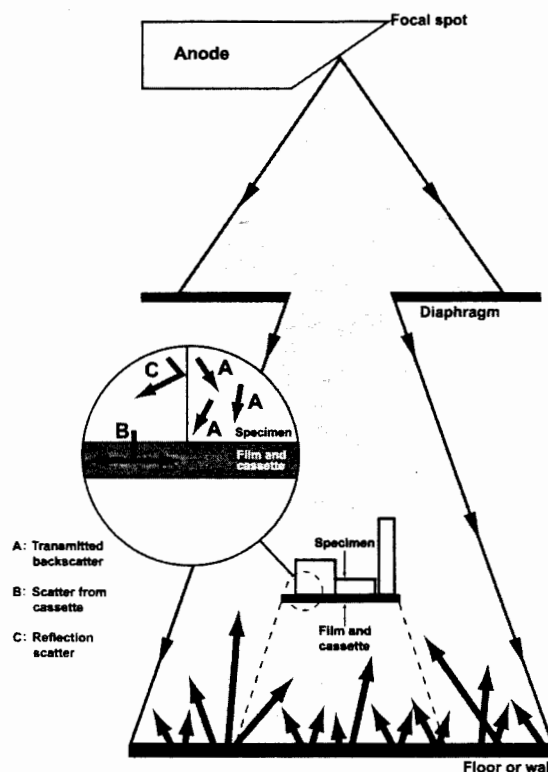 Focal spot
Anode
Diaphragm
C
A
A
B
A
Specimen
Film and
cassette
A: Transmitted
backscatter
B: Scatter from
cassette
C: Reflection
scatter
Specimen
Film and
cassette
Floor or wal